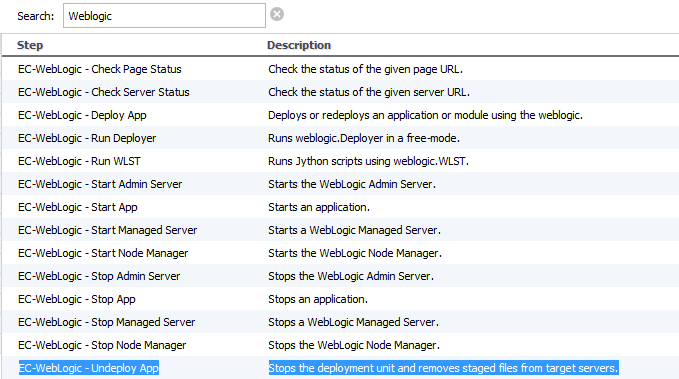 Search: Weblogic
Step Description
EC-WebLogic - Check Page Status Check the status of the given page URL.
EC-WebLogic - Check Server Status Check the status of the given server URL.
EC-WebLogic - Deploy App Deploys or redeploys an application or module using the weblogic.
EC-WebLogic - Run Deployer Runs weblogic.Deployer in a free-mode.
EC-WebLogic - Run WLST Runs Jython scripts using weblogic.WLST.
EC-WebLogic - Start Admin Server Starts the WebLogic Admin Server.
EC-WebLogic - Start App Starts an application.
EC-WebLogic - Start Managed Server Starts a WebLogic Managed Server.
EC-WebLogic - Start Node Manager Starts the WebLogic Node Manager.
EC-WebLogic - Stop Admin Server Stops the WebLogic Admin Server.
EC-WebLogic - Stop App Stops an application.
EC-WebLogic - Stop Managed Server Stops a WebLogic Managed Server.
EC-WebLogic - Stop Node Manager Stops the WebLogic Node Manager.
EC-WebLogic - Undeploy App Stops the deployment unit and removes staged files from target servers.